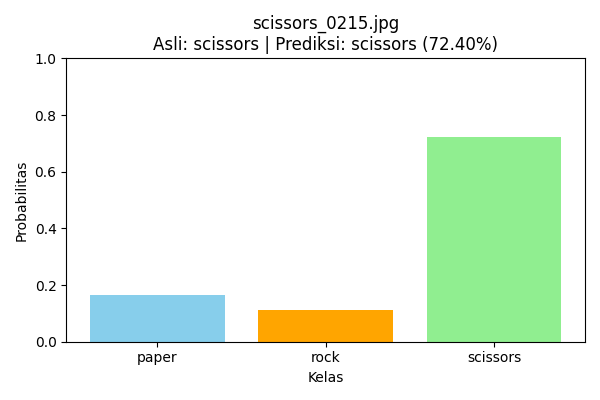 scissors_0215.jpg
Asli: scissors | Prediksi: scissors (72.40%)
1.0
0.8
0.6
0.4
0.2
0.0
Probabilitas
paper rock scissors
Kelas